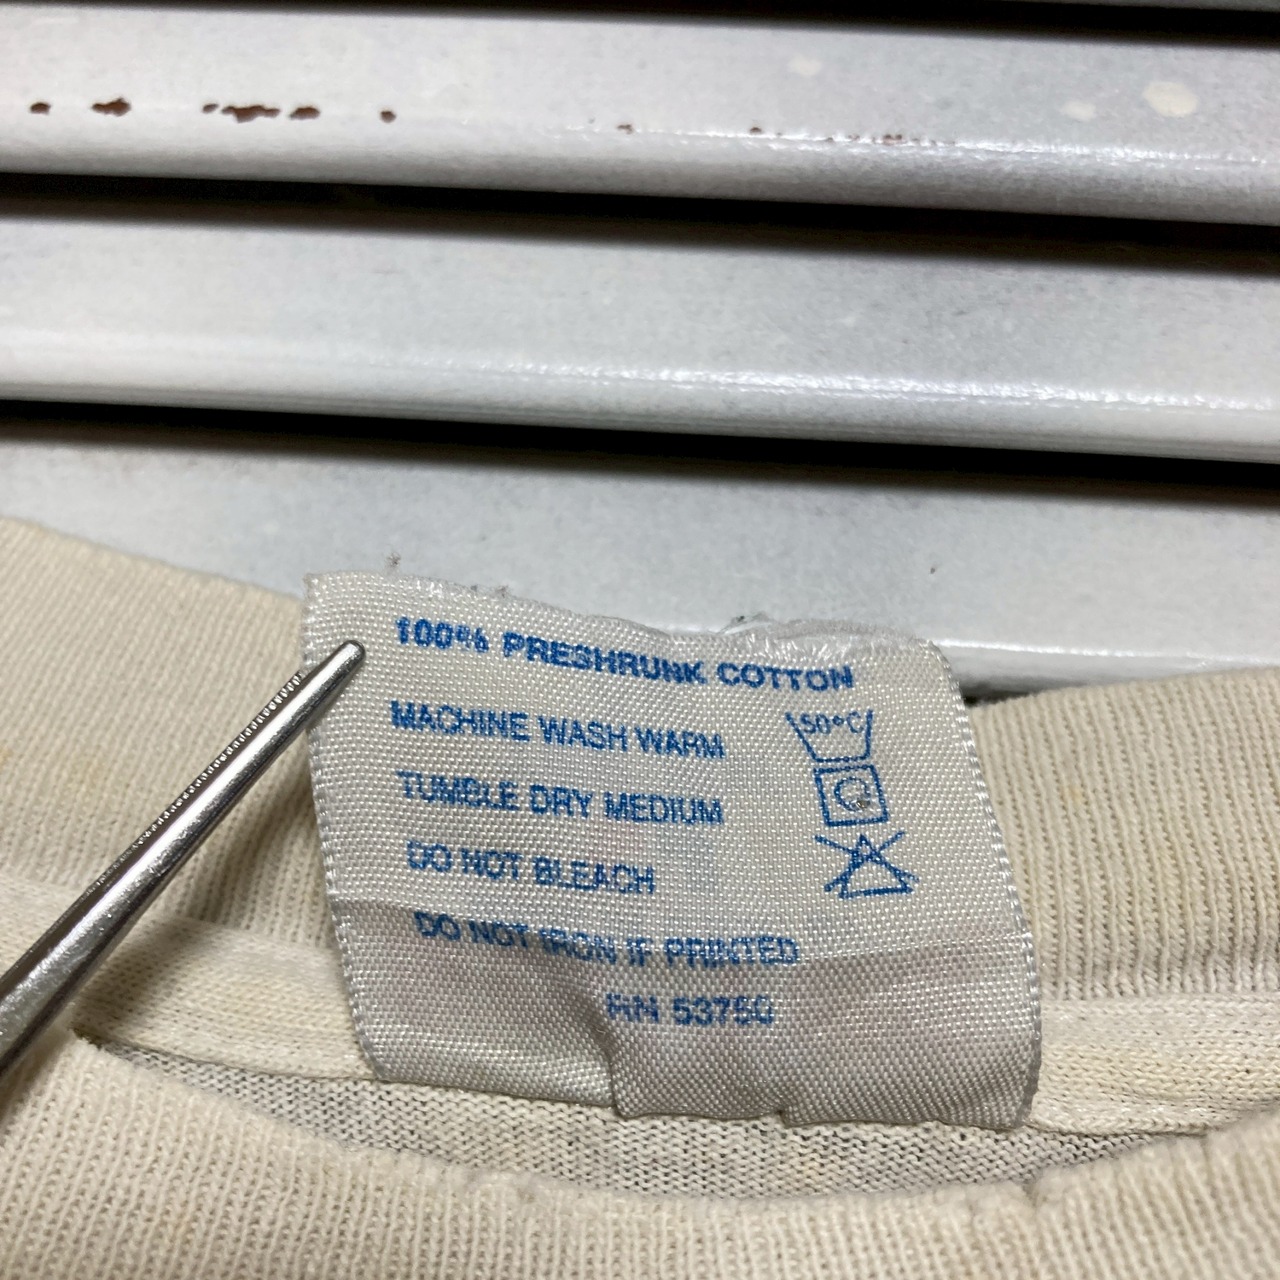 100% PRESHRUNK COTTON
MACHINE WASH WARM
50°C
TUMBLE DRY MEDIUM
DO NOT BLEACH
DO NOT IRON IF PRINTED
RN 53750